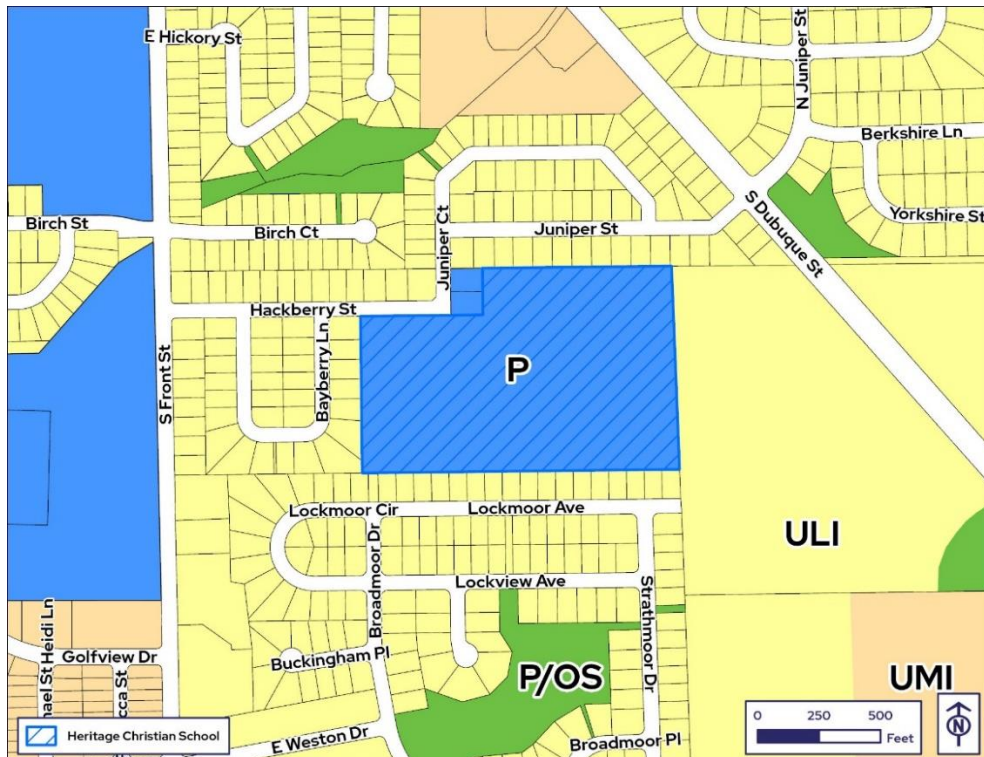 E Hickory St
N Juniper St
Berkshire Ln
Yorkshire St
Birch St
Birch Ct
Juniper Ct
Juniper St
S Dubuque St
Hackberry St
Bayberry Ln
S Front St
P
Lockmoor Cir
Lockmoor Ave
Broadmoor Dr
ULI
Lockview Ave
Strathmoor Dr
Heidi Ln
Golfview Dr
Buckingham Pl
P/OS
UMI
E Weston Dr
Broadmoor Pl
Heritage Christian School
0 250 500
Feet
N